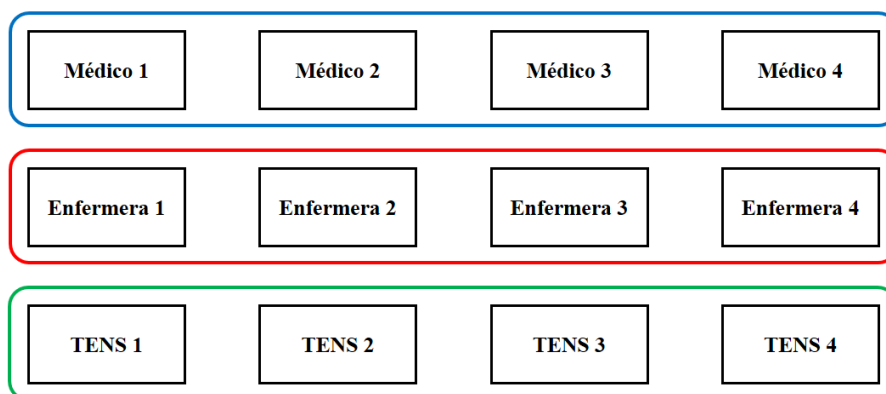 Médico 1 Médico 2 Médico 3 Médico 4
Enfermera 1 Enfermera 2 Enfermera 3 Enfermera 4
TENS 1 TENS 2 TENS 3 TENS 4